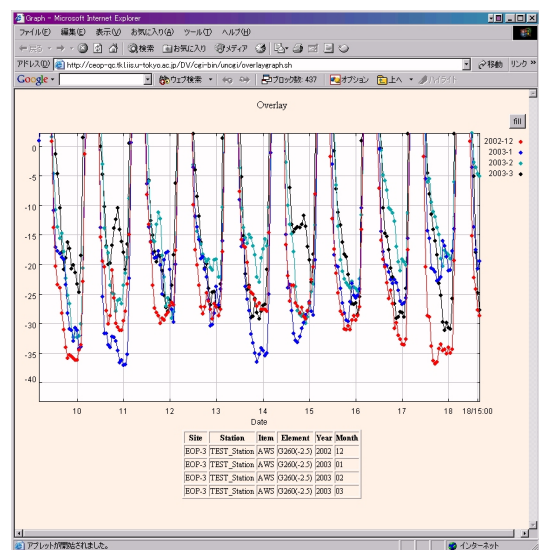 Graph - Microsoft Internet Explorer
ファイル(F) 編集(E) 表示(V) お気に入り(A) ツール(T) ヘルプ(H)
戻る 検索 お気に入り メディア
アドレス(D) http://ceop-qc.tkl.iis.u-tokyo.ac.jp/DV/cgi-bin/uncgi/overlaygraph.sh 移動 リンク »
Google ウェブ検索 ブロック数: 437 オプション 上へ ハイライト
Overlay
fill
2002-12
2003-1
2003-2
2003-3
0
-5
-10
-15
-20
-25
-30
-35
-40
10 11 12 13 14 15 16 17 18 18/15:00
Date
Site Station Item Element Year Month
EOP-3 TEST_Station AWS G260(-2.5) 2002 12
EOP-3 TEST_Station AWS G260(-2.5) 2003 01
EOP-3 TEST_Station AWS G260(-2.5) 2003 02
EOP-3 TEST_Station AWS G260(-2.5) 2003 03
アプレットが開始されました。 インターネット